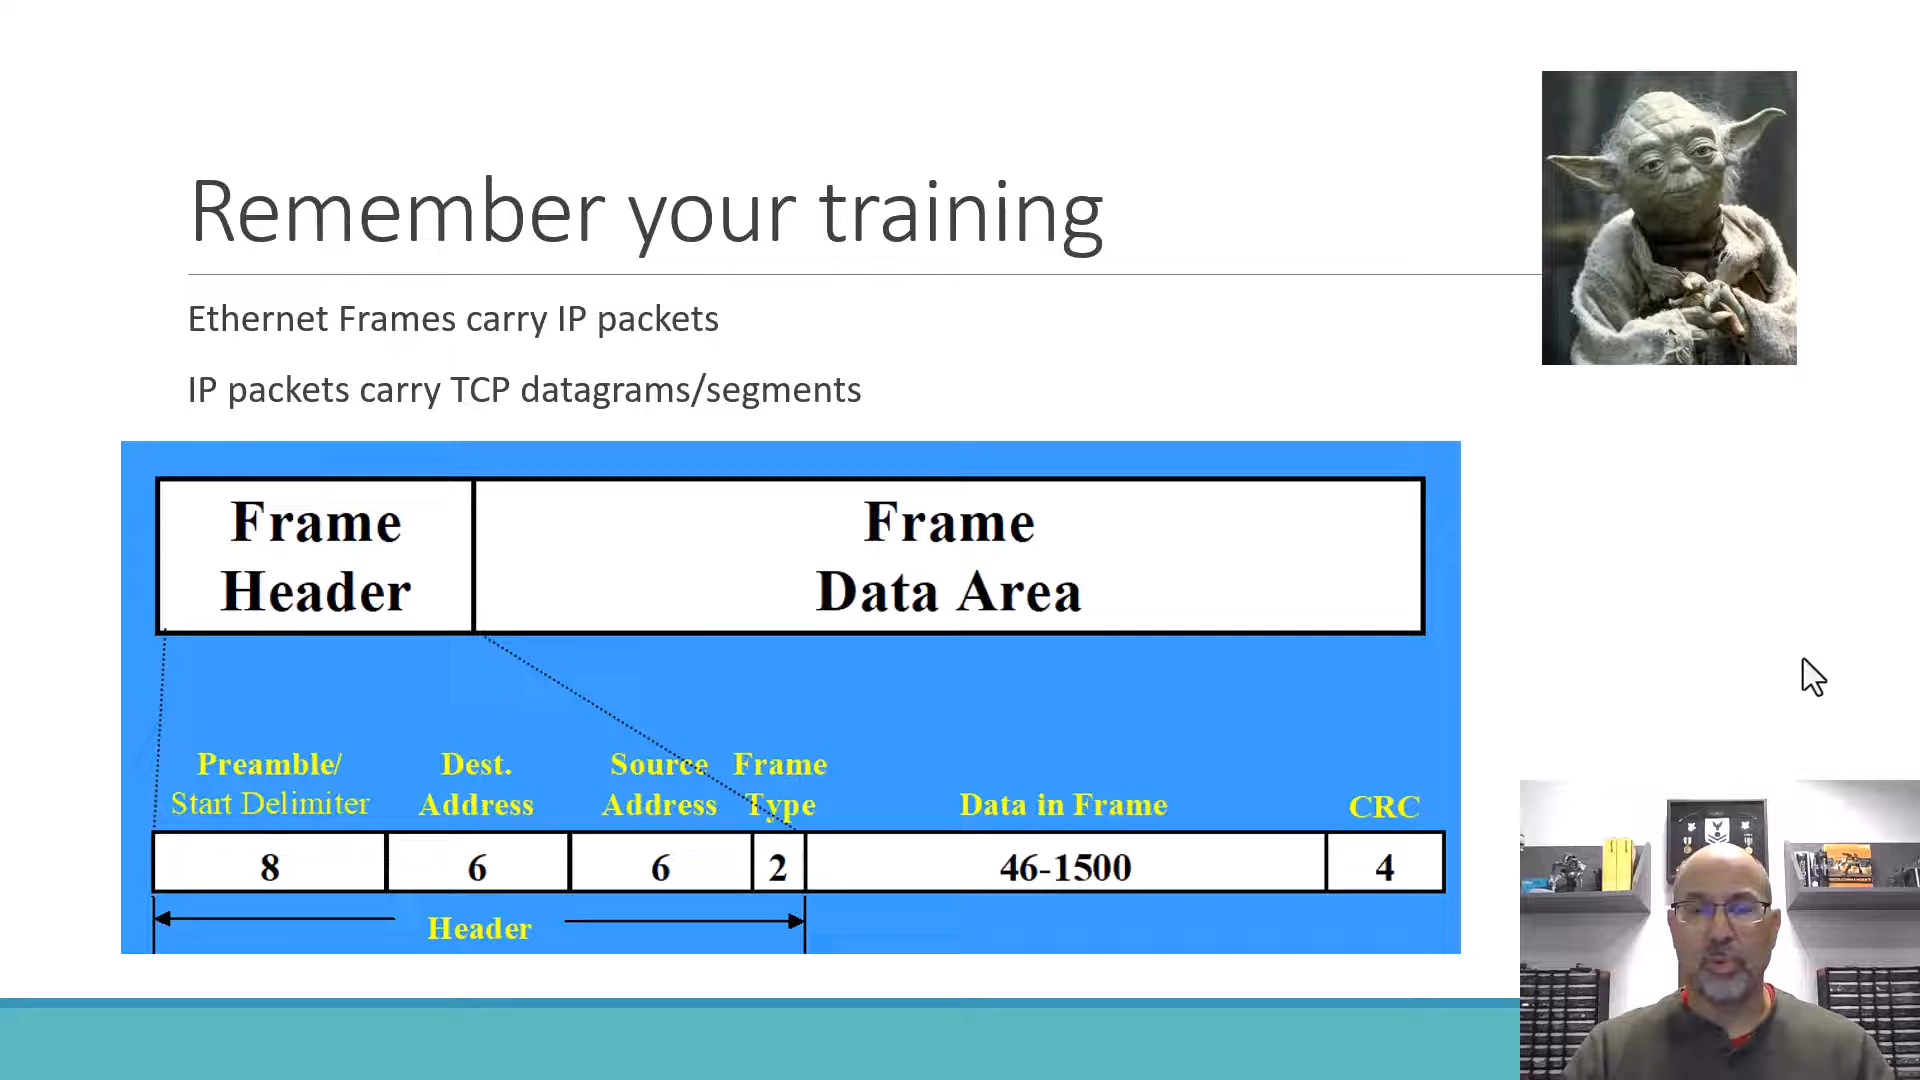 Remember your training
Ethernet Frames carry IP packets
IP packets carry TCP datagrams/segments
Frame
Header
Frame
Data Area
Preamble/
Start Delimiter
Dest.
Address
Source
Address
Frame
Type
Data in Frame
CRC
8
6
6
2
46-1500
4
Header